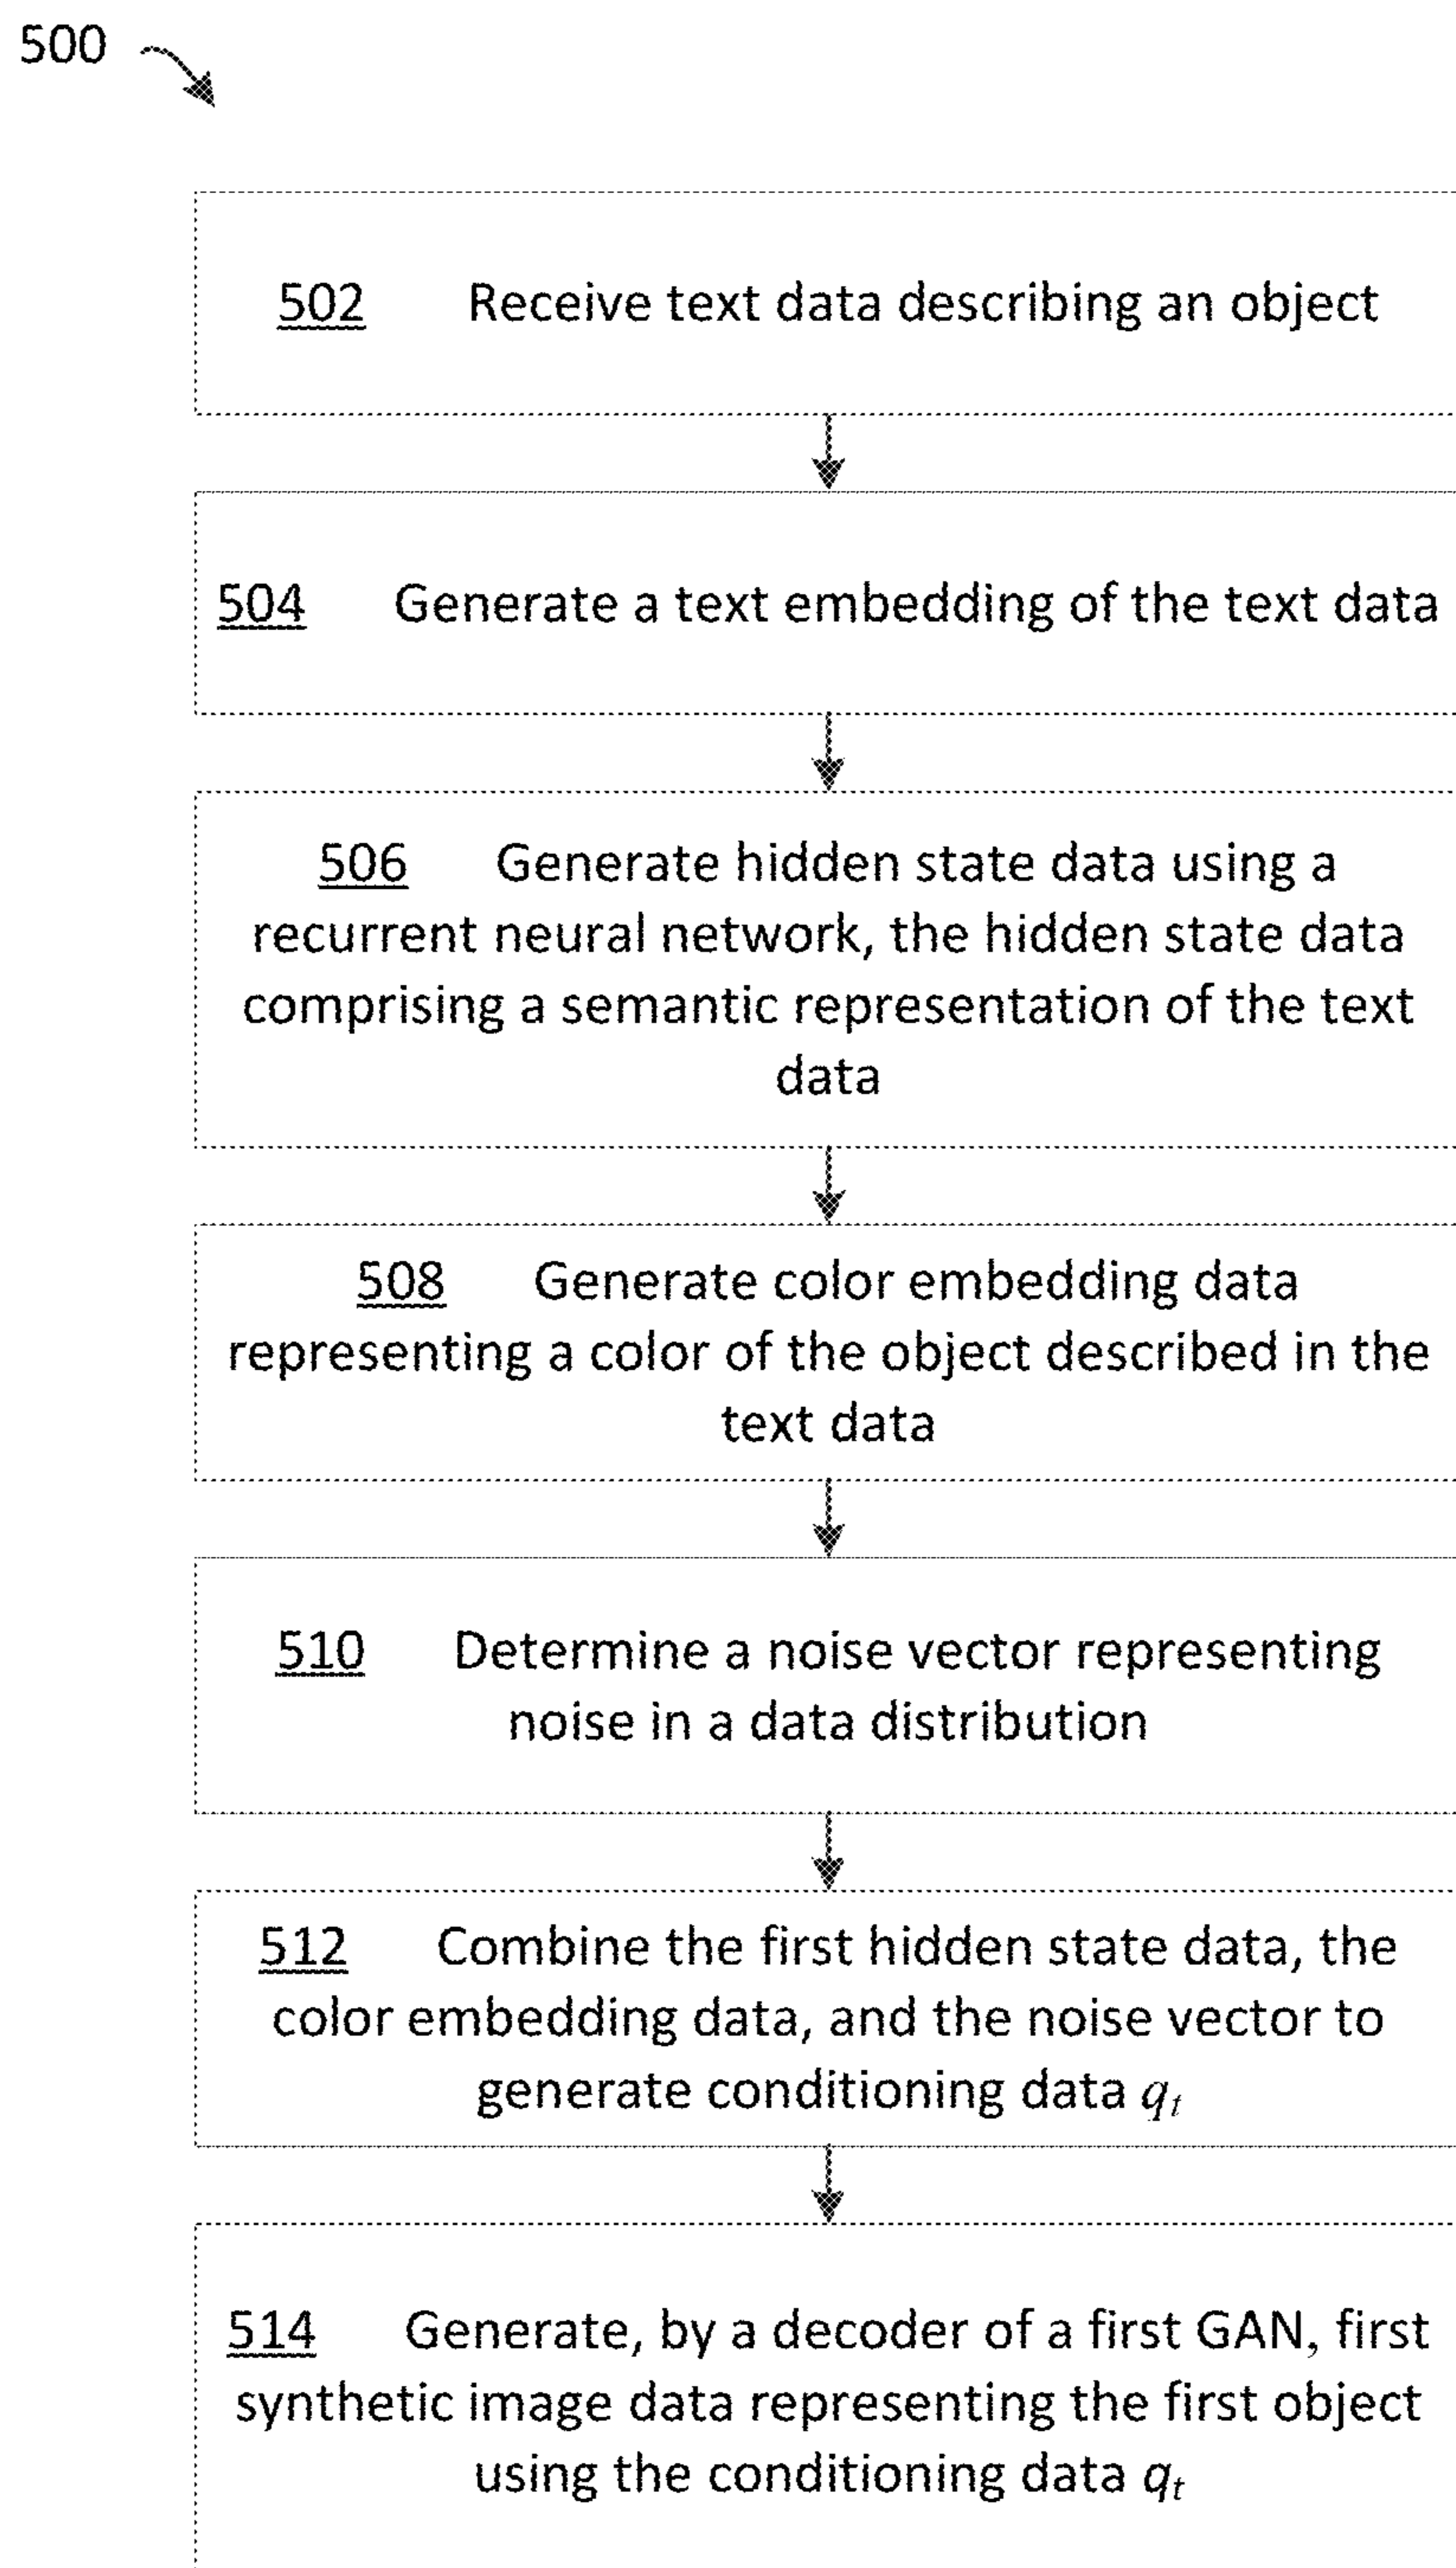 500
502 Receive text data describing an object
504 Generate a text embedding of the text data
506 Generate hidden state data using a
recurrent neural network, the hidden state data
comprising a semantic representation of the text
data
508 Generate color embedding data
representing a color of the object described in the
text data
510 Determine a noise vector representing
noise in a data distribution
512 Combine the first hidden state data, the
color embedding data, and the noise vector to
generate conditioning data qₜ
514 Generate, by a decoder of a first GAN, first
synthetic image data representing the first object
using the conditioning data qₜ